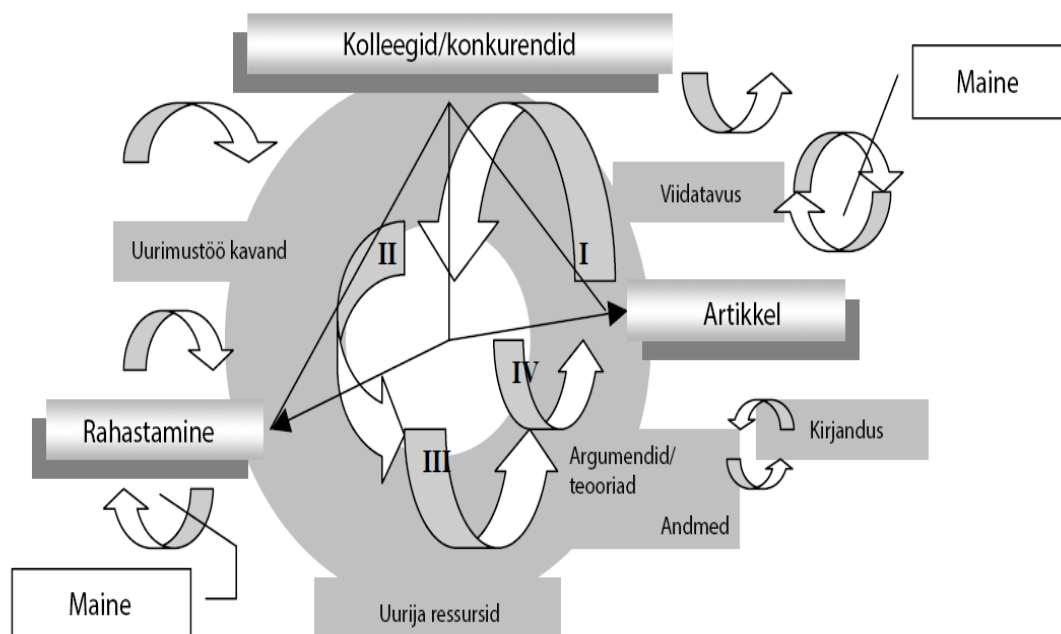 Kolleegid/konkurendid
Maine
Viidatavus
Uurimustöö kavand
II
I
Artikkel
IV
Rahastamine
III
Argumendid/
teooriad
Kirjandus
Andmed
Maine
Uurija ressursid